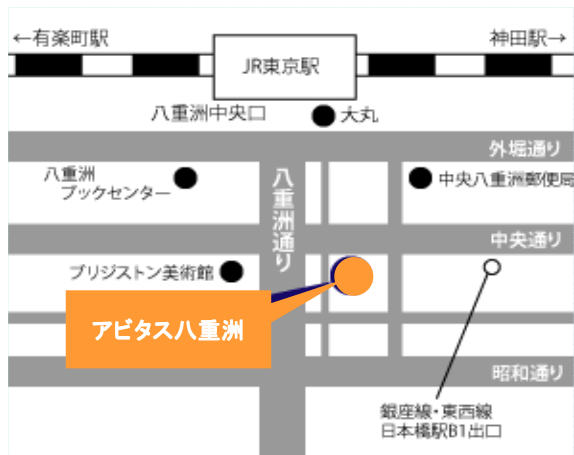 ←有楽町駅
神田駅→
JR東京駅
八重洲中央口
大丸
外堀通り
八重洲
ブックセンター
八重洲通り
中央八重洲郵便局
中央通り
ブリジストン美術館
アビタス八重洲
昭和通り
銀座線・東西線
日本橋駅B1出口